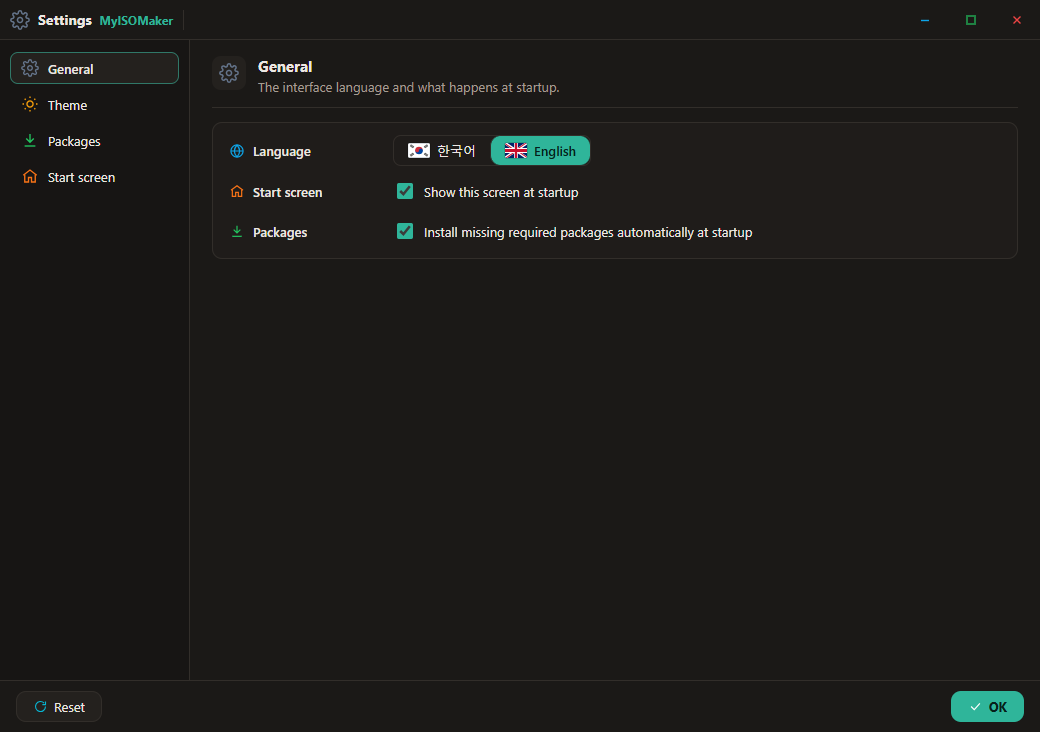 Settings MyISOMaker
General
Theme
Packages
Start screen
General
The interface language and what happens at startup.
Language 한국어 English
Start screen Show this screen at startup
Packages Install missing required packages automatically at startup
Reset OK